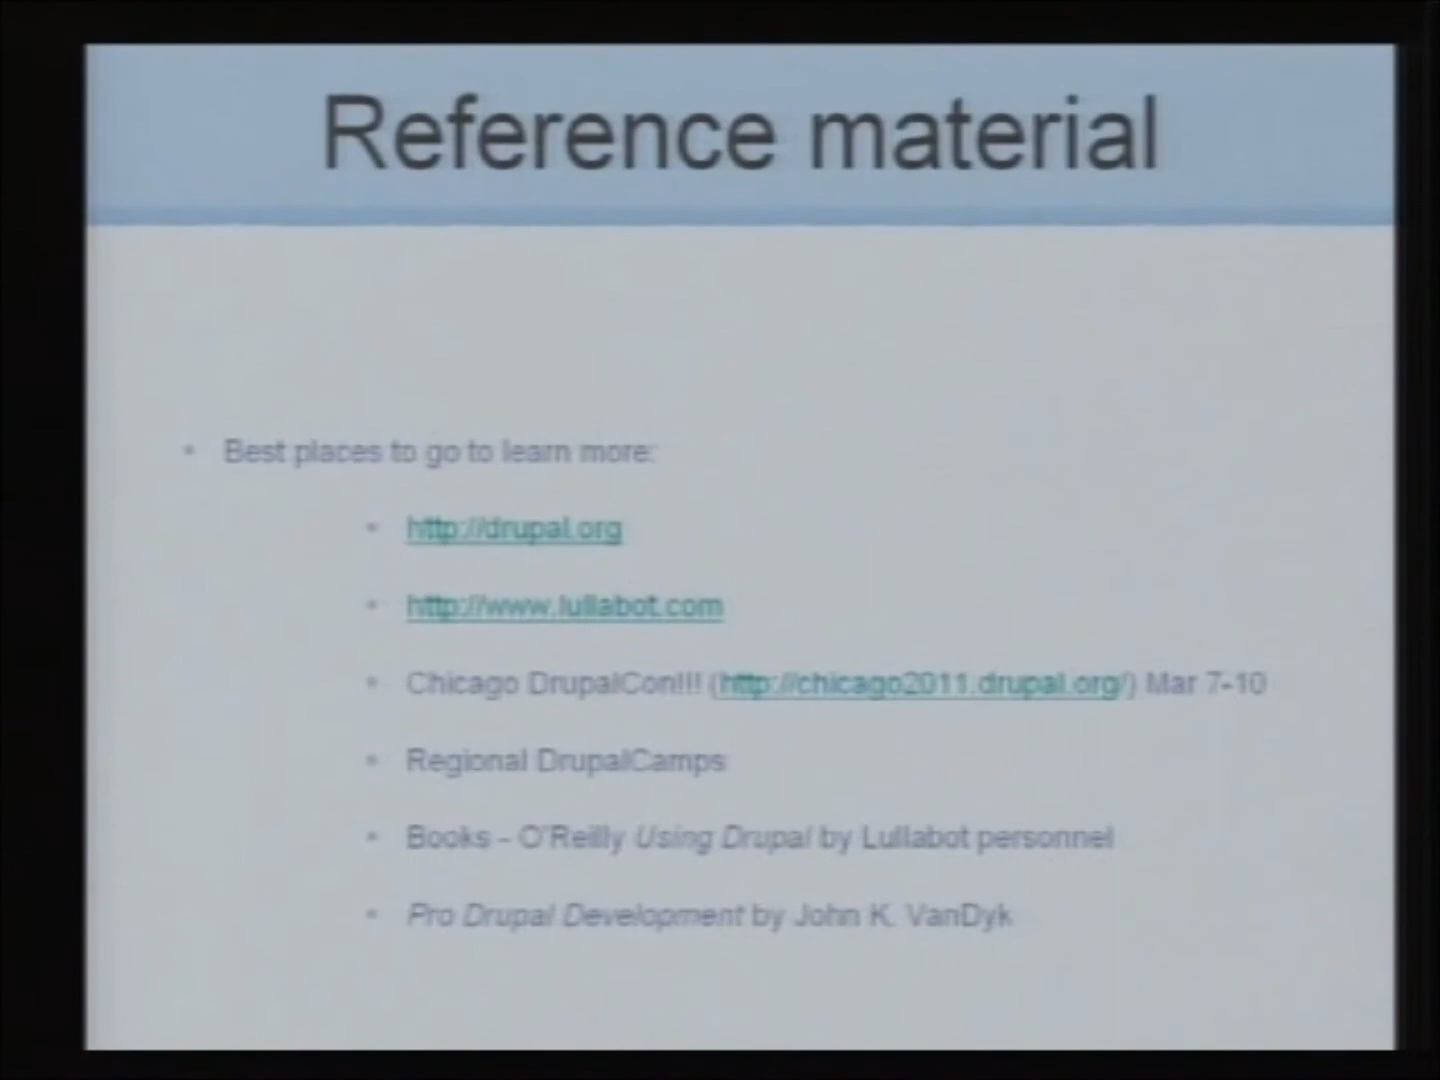 Reference material
• Best places to go to learn more:
• http://drupal.org
• http://www.lullabot.com
• Chicago DrupalCon!!! (http://chicago2011.drupal.org/) Mar 7-10
• Regional DrupalCamps
• Books - O'Reilly Using Drupal by Lullabot personnel
• Pro Drupal Development by John K. VanDyk